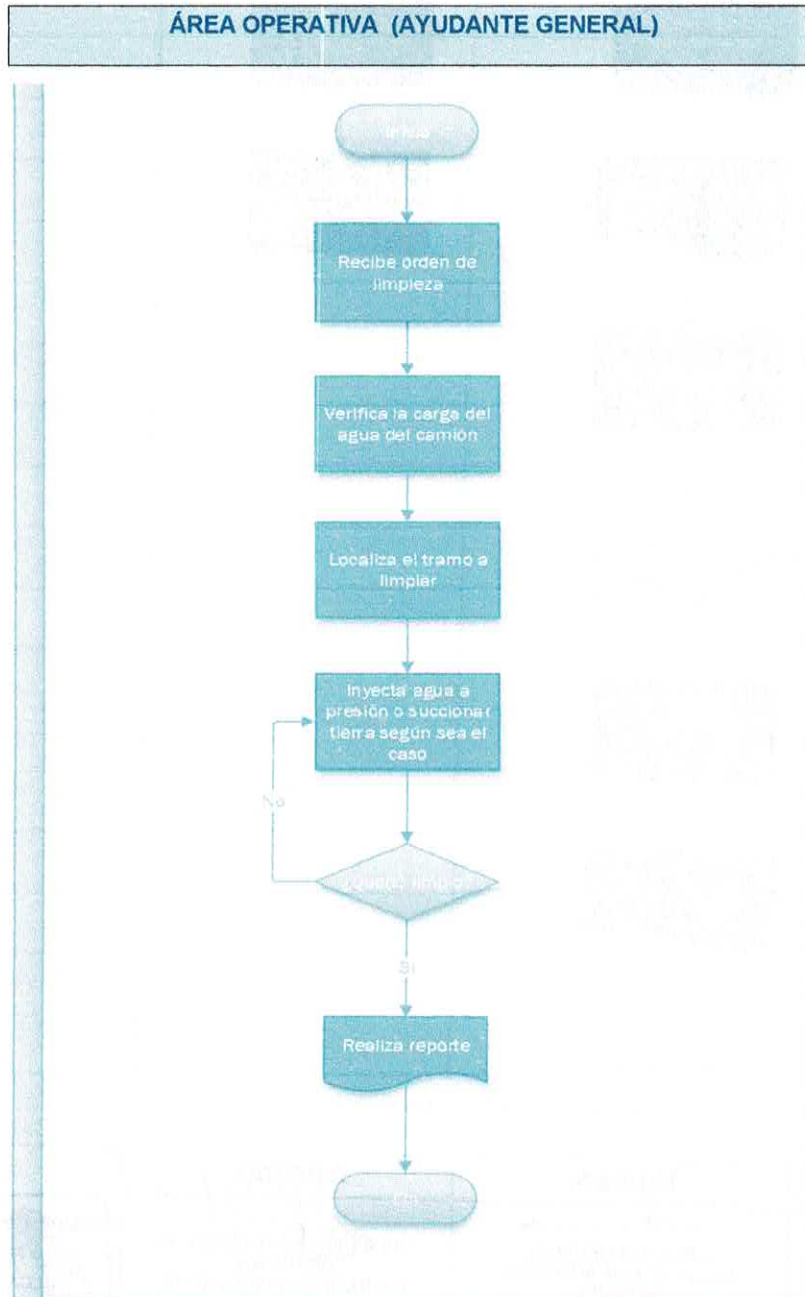 ÁREA OPERATIVA (AYUDANTE GENERAL)
Inicio
Recibe orden de
limpieza
Verifica la carga del
agua del camión
Localiza el tramo a
limpiar
Inyecta agua a
presión o succionar
tierra según sea el
caso
No
¿Quedó limpio?
Si
Realiza reporte